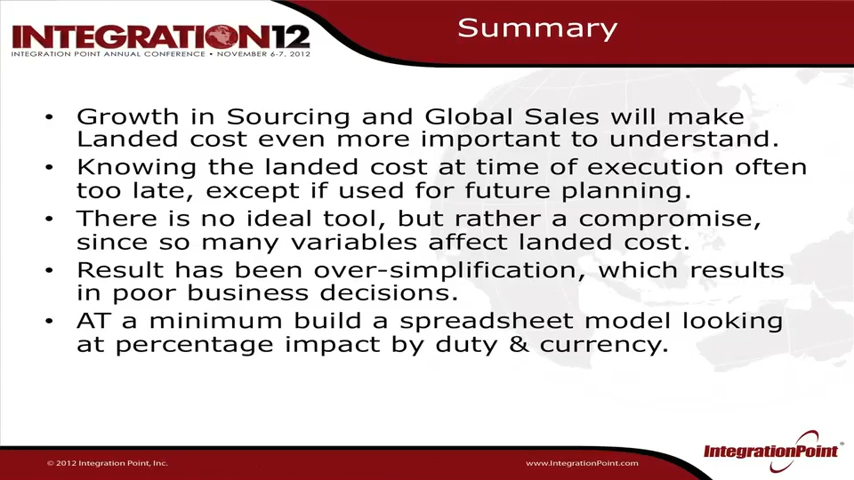 INTEGRATION12
INTEGRATION POINT ANNUAL CONFERENCE • NOVEMBER 6-7, 2012
Summary
• Growth in Sourcing and Global Sales will make
Landed cost even more important to understand.
• Knowing the landed cost at time of execution often
too late, except if used for future planning.
• There is no ideal tool, but rather a compromise,
since so many variables affect landed cost.
• Result has been over-simplification, which results
in poor business decisions.
• AT a minimum build a spreadsheet model looking
at percentage impact by duty & currency.
© 2012 Integration Point, Inc.
www.IntegrationPoint.com
IntegrationPoint®